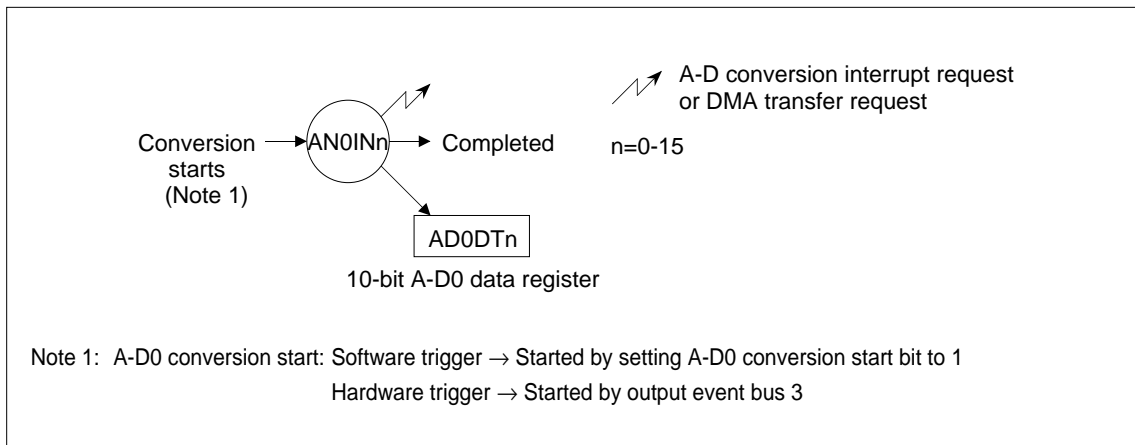 A-D conversion interrupt request
or DMA transfer request
Conversion
starts
(Note 1)
AN0INn
Completed
n=0-15
AD0DTn
10-bit A-D0 data register
Note 1: A-D0 conversion start: Software trigger → Started by setting A-D0 conversion start bit to 1
Hardware trigger → Started by output event bus 3